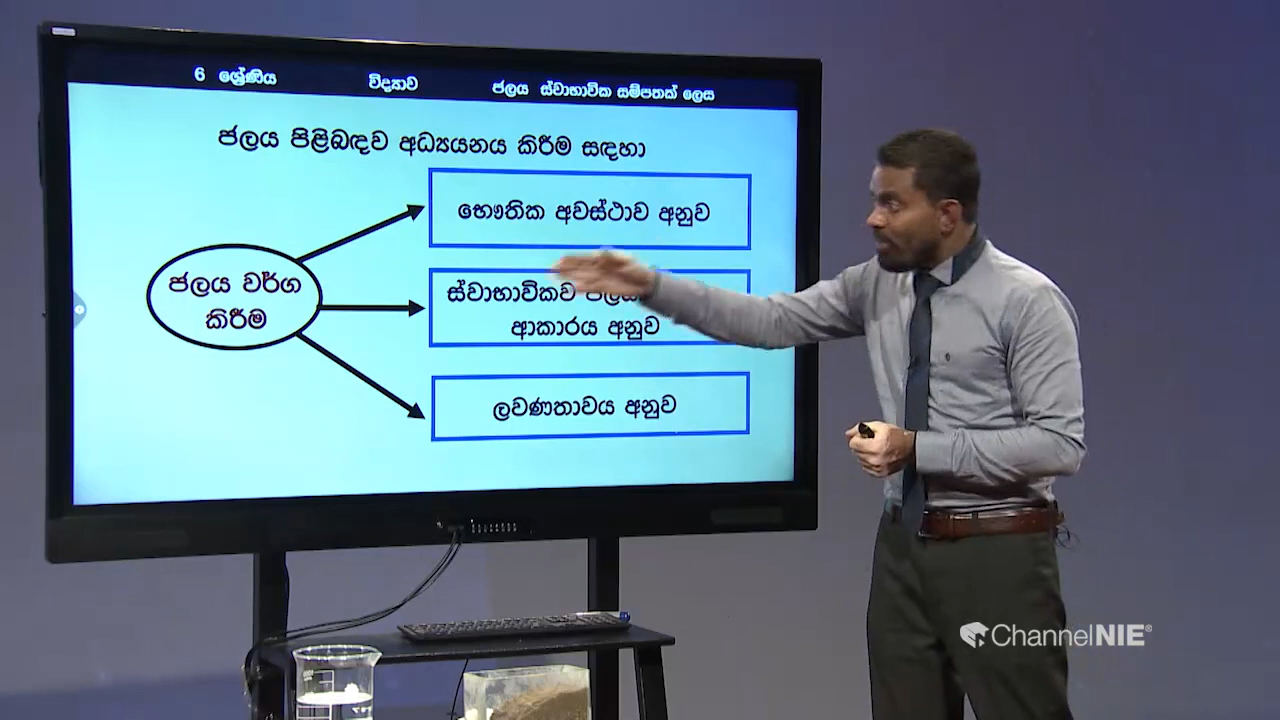 6 ශ්‍රේණිය විද්‍යාව ජලය ස්වාභාවික සම්පතක් ලෙස
ජලය පිළිබඳව අධ්‍යයනය කිරීම සඳහා
භෞතික අවස්ථාව අනුව
ජලය වර්ග
කිරීම
ස්වාභාවිකව
ආකාරය අනුව
ලවණතාවය අනුව
ChannelNIE®